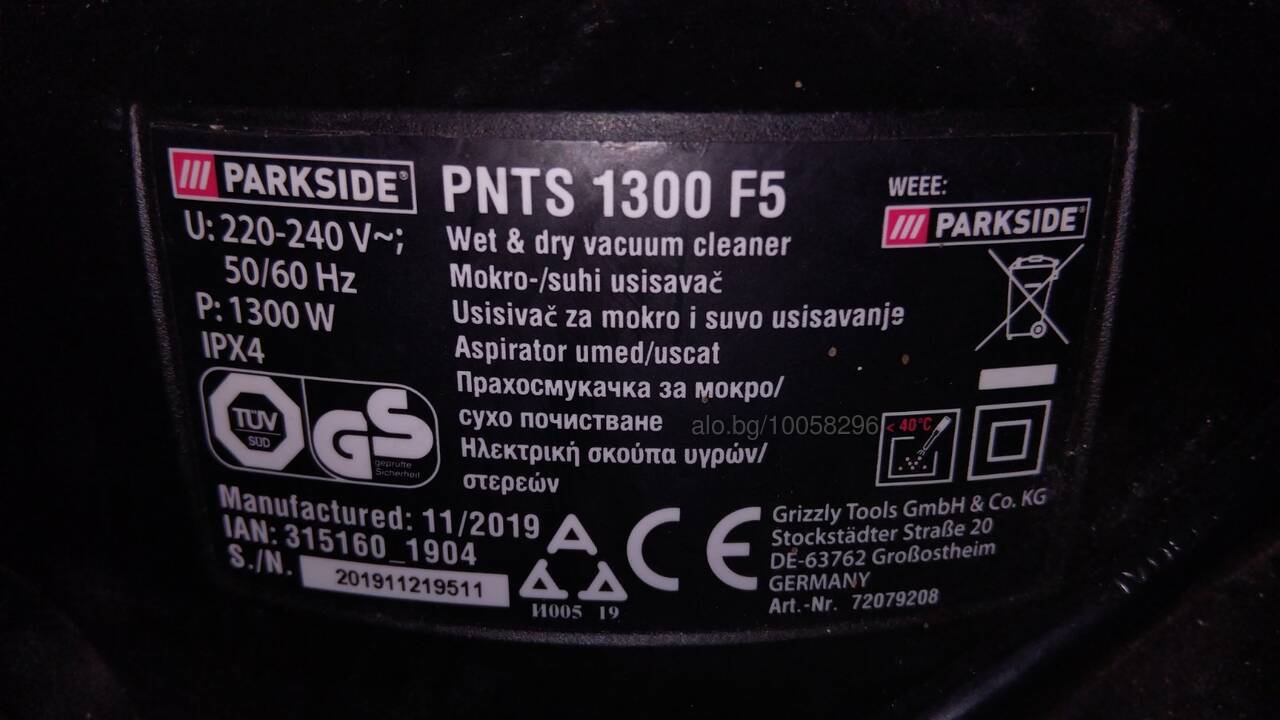 PARKSIDE®
U: 220-240 V~;
50/60 Hz
P: 1300 W
IPX4
TÜV
SÜD
GS
geprüfte
Sicherheit
PNTS 1300 F5
Wet & dry vacuum cleaner
Mokro-/suhi usisavač
Usisivač za mokro i suvo usisavanje
Aspirator umed/uscat
Прахосмукачка за мокро/
сухо почистване
Ηλεκτρική σκούπα υγρών/
στερεών
WEEE:
PARKSIDE®
alo.bg/10058296
< 40°C
Manufactured: 11/2019
IAN: 315160_1904
S./N. 201911219511
AAA
И005 19
CE
Grizzly Tools GmbH & Co. KG
Stockstädter Straße 20
DE-63762 Großostheim
GERMANY
Art.-Nr. 72079208